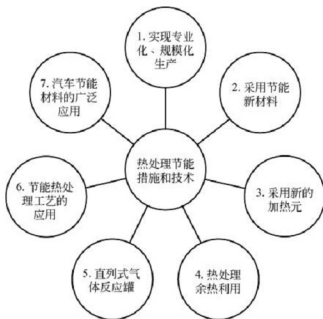 1. 实现专业
化、规模化
生产
2. 采用节能
新材料
3. 采用新的
加热元
4. 热处理
余热利用
5. 直列式气
体反应罐
6. 节能热处
理工艺的
应用
7. 汽车节能
材料的广泛
应用
热处理节能
措施和技术